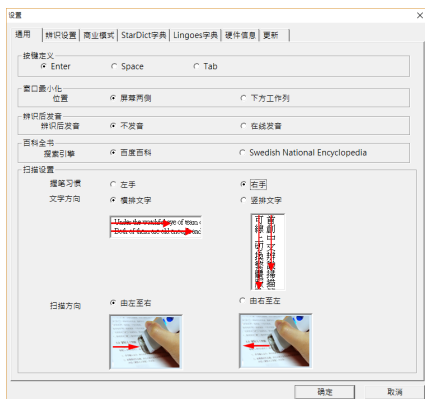 设置
通用 辨识设置 商业模式 StarDict字典 Lingoes字典 硬件信息 更新
按键定义
Enter Space Tab
窗口最小化
位置 屏幕两侧 下方工作列
辨识后发音
辨识后发音 不发音 在线发音
百科全书
搜索引擎 百度百科 Swedish National Encyclopedia
扫描设置
握笔习惯 左手 右手
文字方向 横排文字 竖排文字
扫描方向 由左至右 由右至左
确定 取消